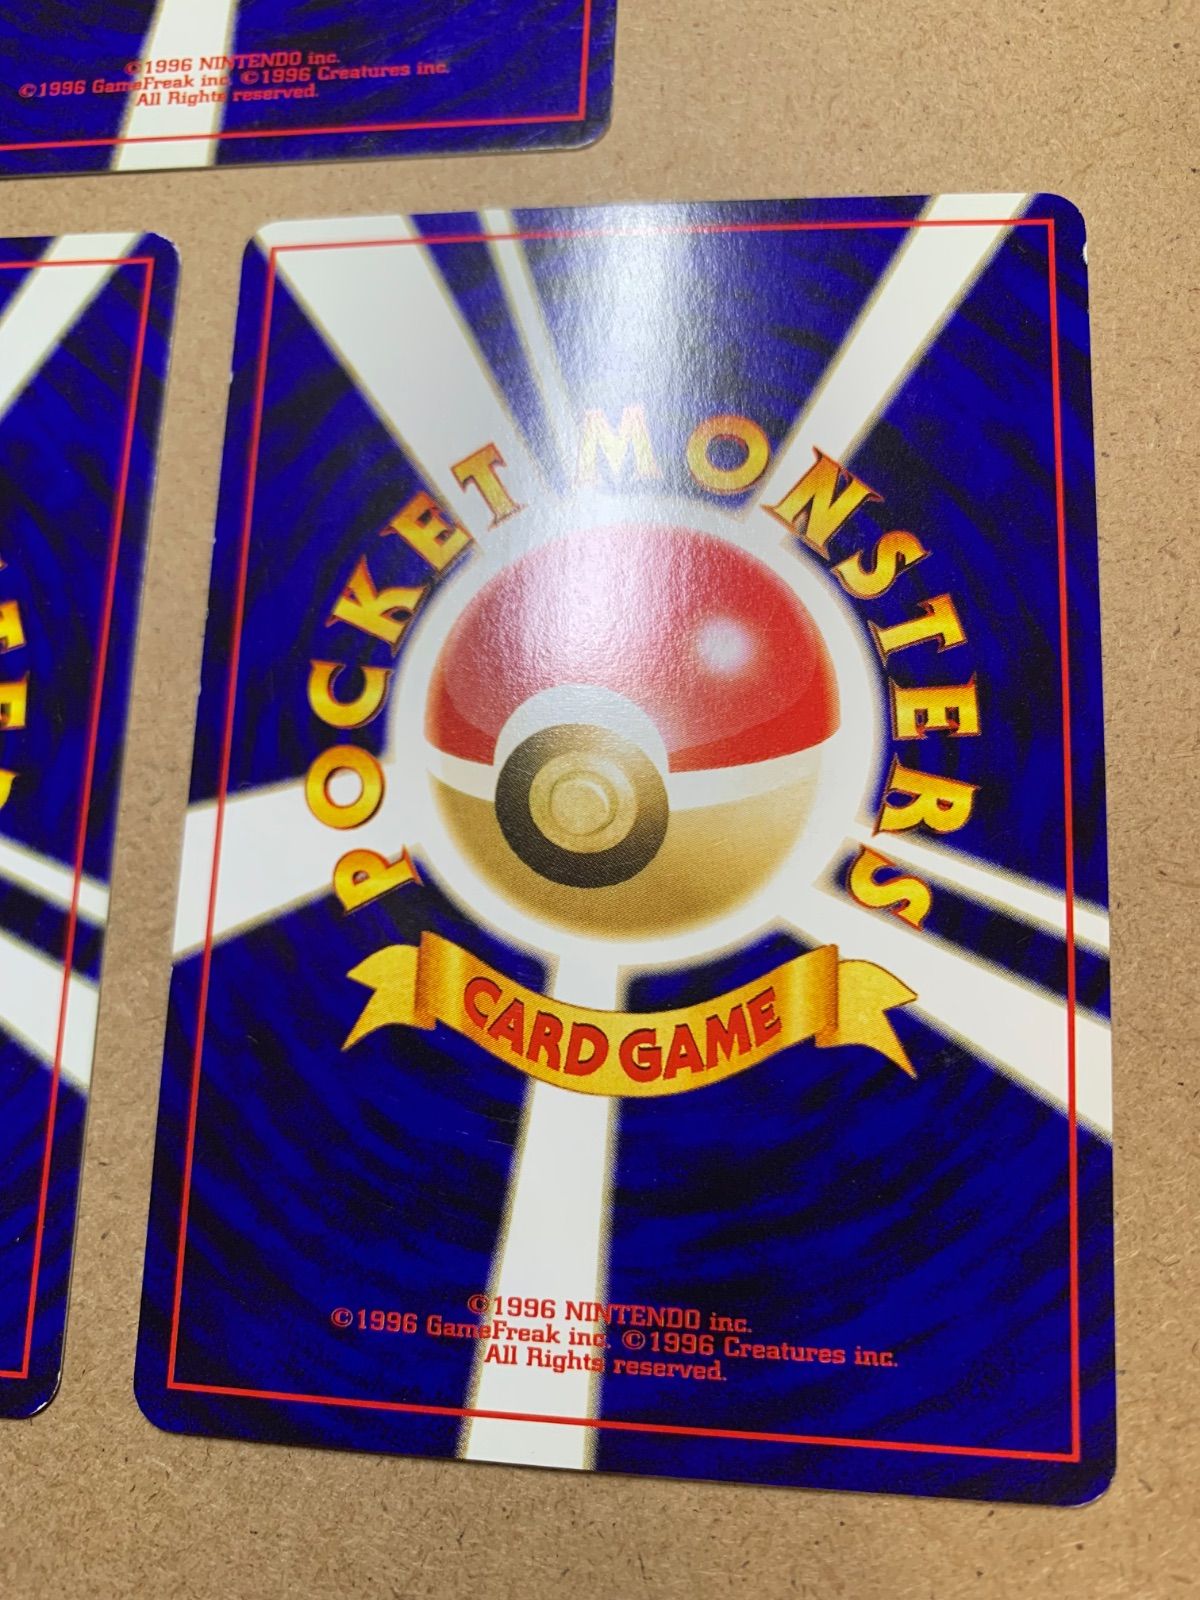 ©1996 NINTENDO inc.
©1996 GameFreak inc. ©1996 Creatures inc.
All Rights reserved.
POCKET MONSTERS
CARD GAME
©1996 NINTENDO inc.
©1996 GameFreak inc. ©1996 Creatures inc.
All Rights reserved.